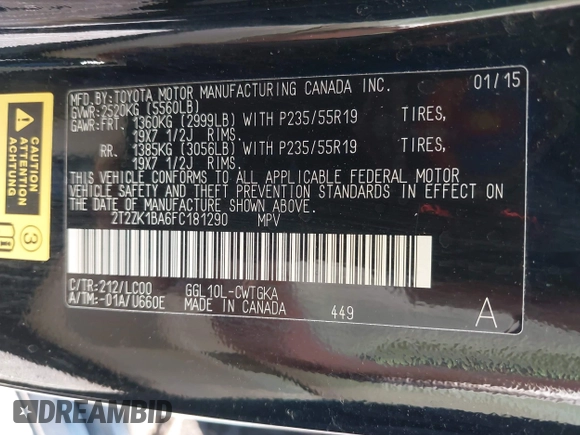 MFD.BY:TOYOTA MOTOR MANUFACTURING CANADA INC. 01/15
GVWR:2520KG (5560LB)
GAWR:FRT. 1360KG (2999LB) WITH P235/55R19 TIRES,
19X7 1/2J RIMS.
RR. 1385KG (3056LB) WITH P235/55R19 TIRES,
19X7 1/2J RIMS.
THIS VEHICLE CONFORMS TO ALL APPLICABLE FEDERAL MOTOR
VEHICLE SAFETY AND THEFT PREVENTION STANDARDS IN EFFECT ON
THE DATE OF MANUFACTURE SHOWN ABOVE.
2T2ZK1BA6FC181290 MPV
C/TR:212/LC00 GGL10L-CWTGKA
A/TM:-01A/U660E MADE IN CANADA 449 A
CAUTION
ATTENTION
ACHTUNG
3
DREAMBID